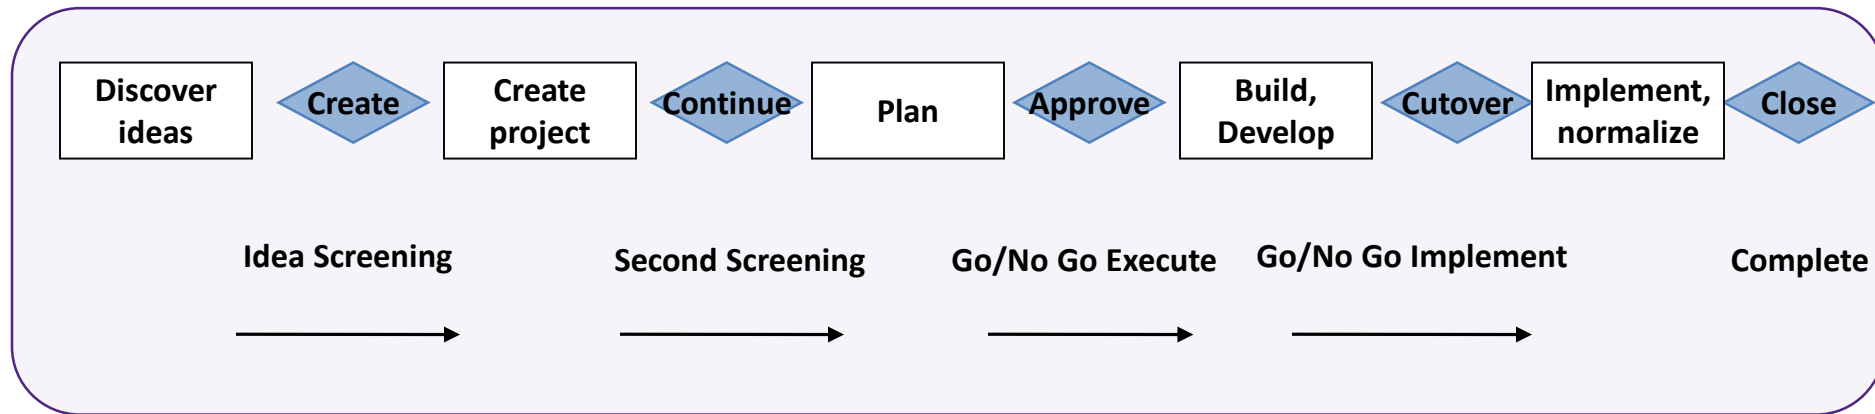 Discover
ideas
Create
Create
project
Continue
Plan
Approve
Build,
Develop
Cutover
Implement,
normalize
Close
Idea Screening
Second Screening
Go/No Go Execute
Go/No Go Implement
Complete